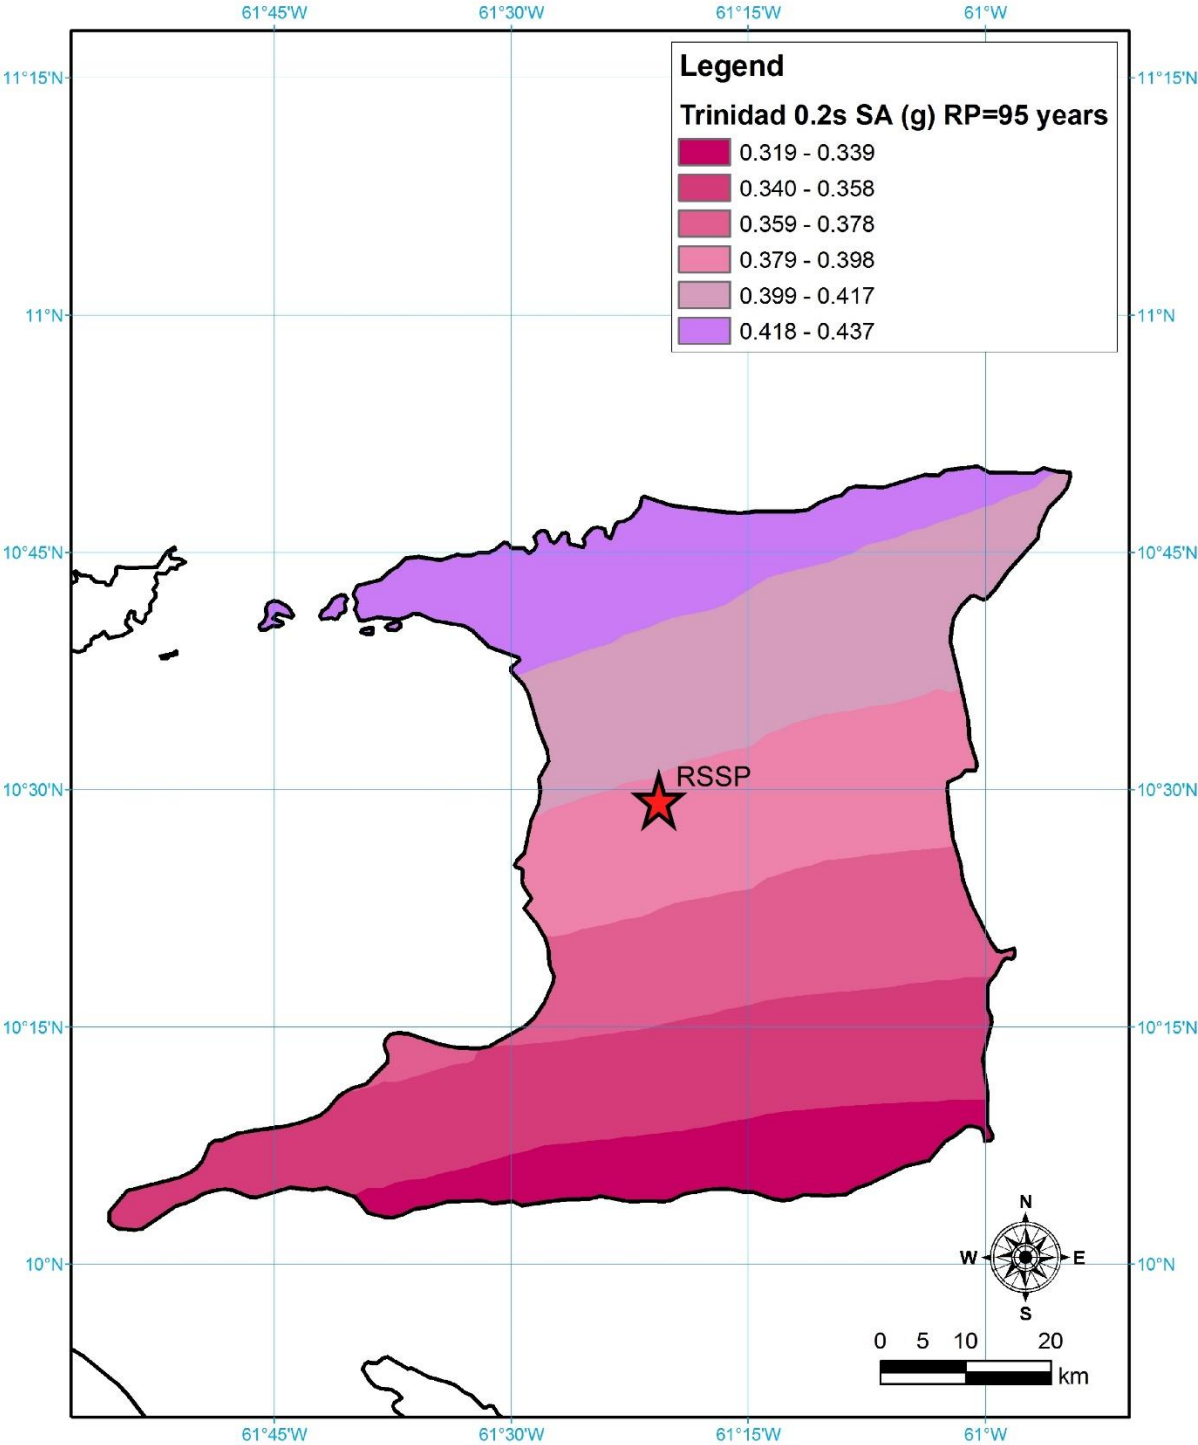 61°45'W 61°30'W 61°15'W 61°W
Legend
11°15'N 11°15'N
Trinidad 0.2s SA (g) RP=95 years
0.319 - 0.339
0.340 - 0.358
0.359 - 0.378
0.379 - 0.398
0.399 - 0.417
11°N 11°N
0.418 - 0.437
10°45'N 10°45'N
RSSP
10°30'N 10°30'N
10°15'N 10°15'N
N
W E
10°N 10°N
S
0 5 10 20
km
61°45'W 61°30'W 61°15'W 61°W